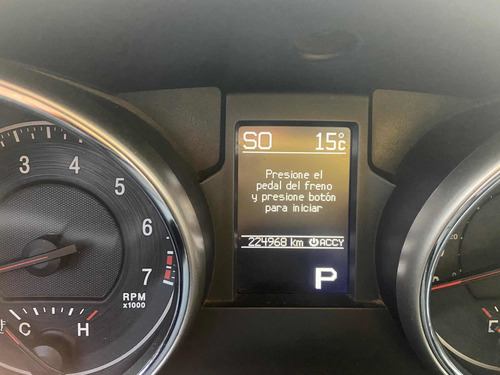 SO 15°C
Presione el
pedal del freno
y presione botón
para iniciar
224968 km ACCY
P
3
4
5
6
7
RPM
x1000
C H